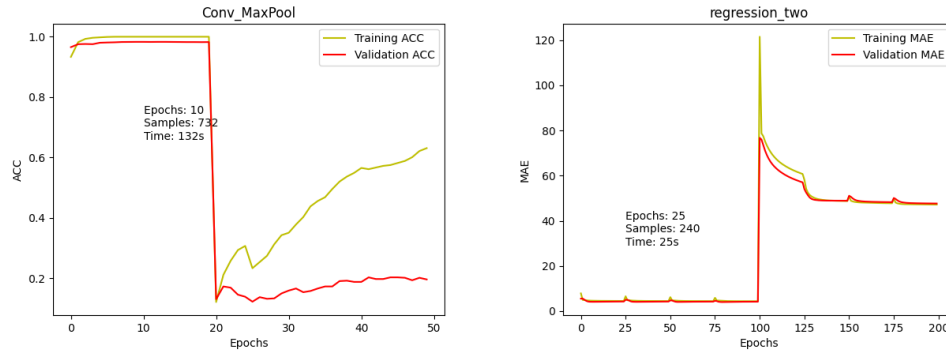 Conv_MaxPool
1.0
0.8
0.6
0.4
0.2
ACC
Training ACC
Validation ACC
Epochs: 10
Samples: 732
Time: 132s
0
10
20
30
40
50
Epochs
regression_two
120
100
80
60
40
20
0
MAE
Training MAE
Validation MAE
Epochs: 25
Samples: 240
Time: 25s
0
25
50
75
100
125
150
175
200
Epochs